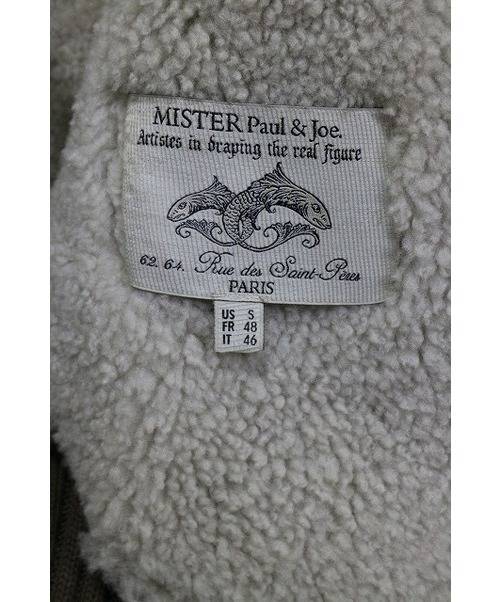 MISTER Paul & Joe.
Artistes in draping the real figure
62. 64. Rue des Saint-Pères
PARIS
US S
FR 48
IT 46